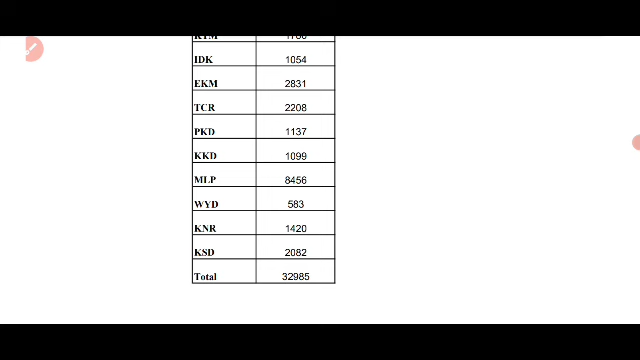 IDK 1054
EKM 2831
TCR 2208
PKD 1137
KKD 1099
MLP 8456
WYD 583
KNR 1420
KSD 2082
Total 32985